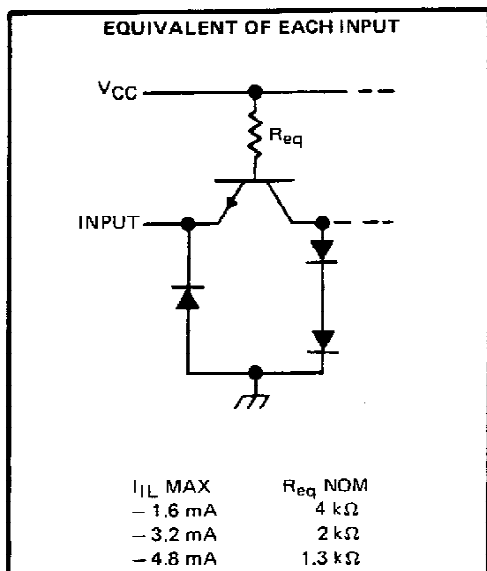 EQUIVALENT OF EACH INPUT
VCC
Req
INPUT
IIL MAX Req NOM
– 1.6 mA 4 kΩ
– 3.2 mA 2 kΩ
– 4.8 mA 1.3 kΩ